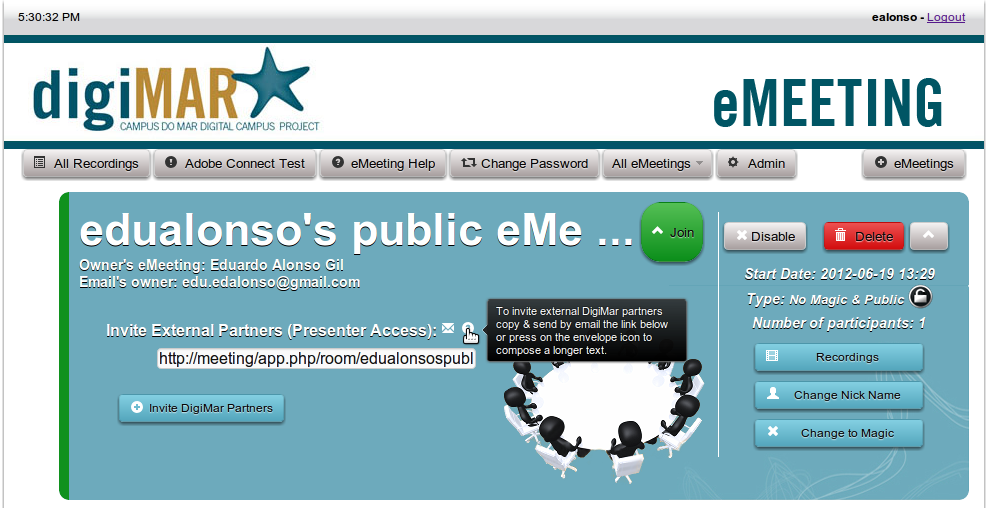 5:30:32 PM
ealonso - Logout
digiMAR
CAMPUS DO MAR DIGITAL CAMPUS PROJECT
eMEETING
All Recordings
Adobe Connect Test
eMeeting Help
Change Password
All eMeetings
Admin
eMeetings
edualonso's public eMe ...
Join
Owner's eMeeting: Eduardo Alonso Gil
Email's owner: edu.edalonso@gmail.com
Invite External Partners (Presenter Access):
To invite external DigiMar partners
copy & send by email the link below
or press on the envelope icon to
compose a longer text.
http://meeting/app.php/room/edualonsospubl
Invite DigiMar Partners
Disable
Delete
Start Date: 2012-06-19 13:29
Type: No Magic & Public
Number of participants: 1
Recordings
Change Nick Name
Change to Magic